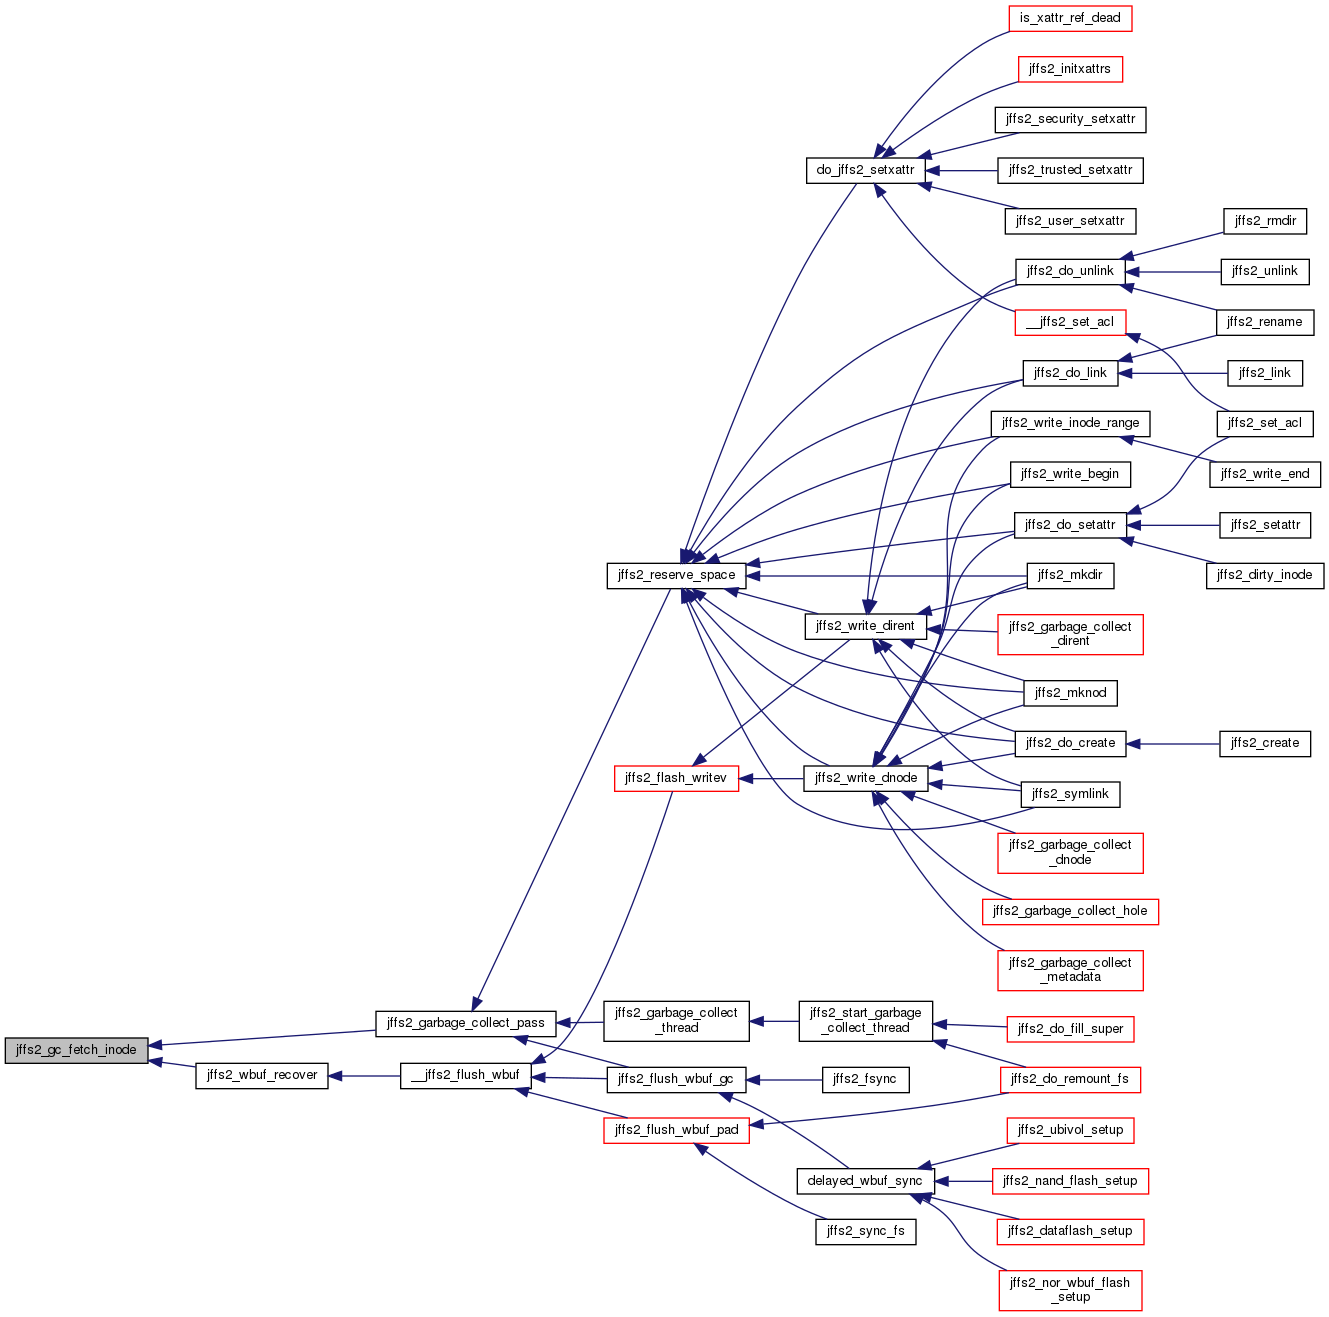 is_xattr_ref_dead
jffs2_initxattrs
jffs2_security_setxattr
do_jffs2_setxattr
jffs2_trusted_setxattr
jffs2_user_setxattr
jffs2_rmdir
jffs2_do_unlink
jffs2_unlink
__jffs2_set_acl
jffs2_rename
jffs2_do_link
jffs2_link
jffs2_write_inode_range
jffs2_set_acl
jffs2_write_begin
jffs2_write_end
jffs2_do_setattr
jffs2_setattr
jffs2_reserve_space
jffs2_mkdir
jffs2_dirty_inode
jffs2_write_dirent
jffs2_garbage_collect
_dirent
jffs2_mknod
jffs2_do_create
jffs2_create
jffs2_flash_writev
jffs2_write_dnode
jffs2_symlink
jffs2_garbage_collect
_dnode
jffs2_garbage_collect_hole
jffs2_garbage_collect
_metadata
jffs2_garbage_collect_pass
jffs2_garbage_collect
_thread
jffs2_start_garbage
_collect_thread
jffs2_do_fill_super
jffs2_gc_fetch_inode
jffs2_wbuf_recover
__jffs2_flush_wbuf
jffs2_flush_wbuf_gc
jffs2_fsync
jffs2_do_remount_fs
jffs2_flush_wbuf_pad
jffs2_ubivol_setup
delayed_wbuf_sync
jffs2_nand_flash_setup
jffs2_sync_fs
jffs2_dataflash_setup
jffs2_nor_wbuf_flash
_setup